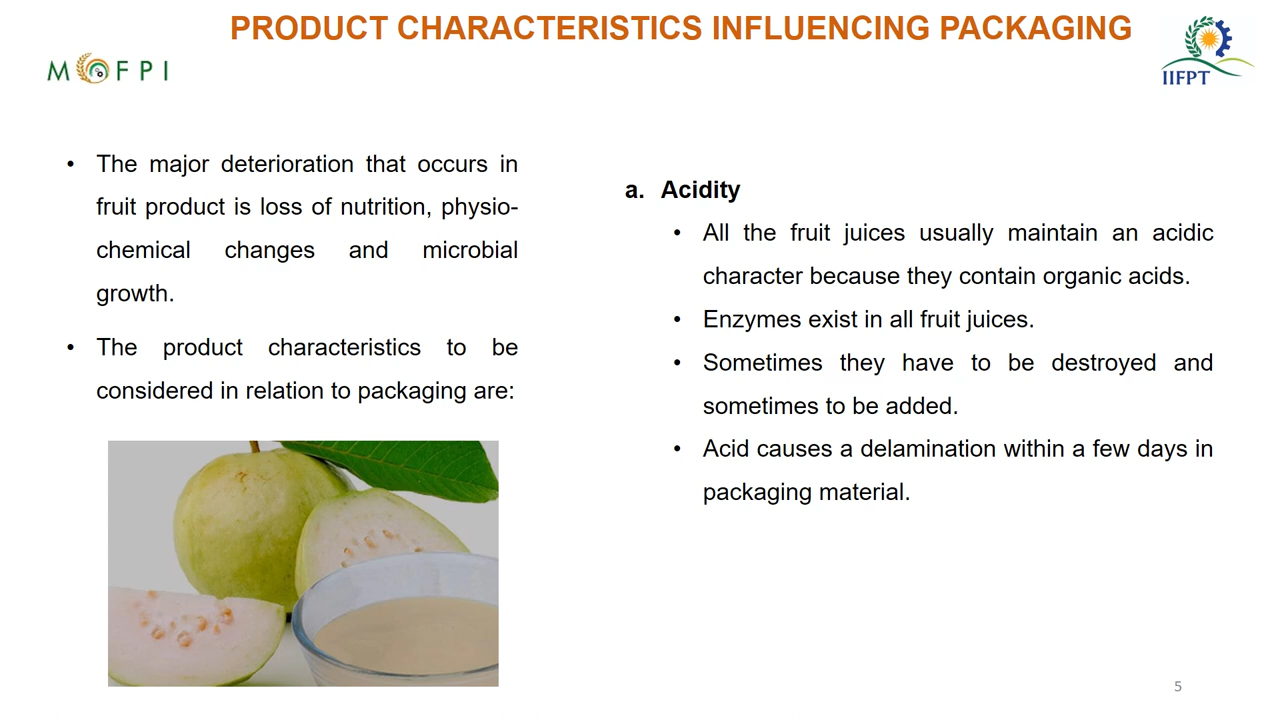 PRODUCT CHARACTERISTICS INFLUENCING PACKAGING
MOFPI
IIFPT
• The major deterioration that occurs in
fruit product is loss of nutrition, physio-
chemical changes and microbial
growth.
• The product characteristics to be
considered in relation to packaging are:
a. Acidity
• All the fruit juices usually maintain an acidic
character because they contain organic acids.
• Enzymes exist in all fruit juices.
• Sometimes they have to be destroyed and
sometimes to be added.
• Acid causes a delamination within a few days in
packaging material.
5